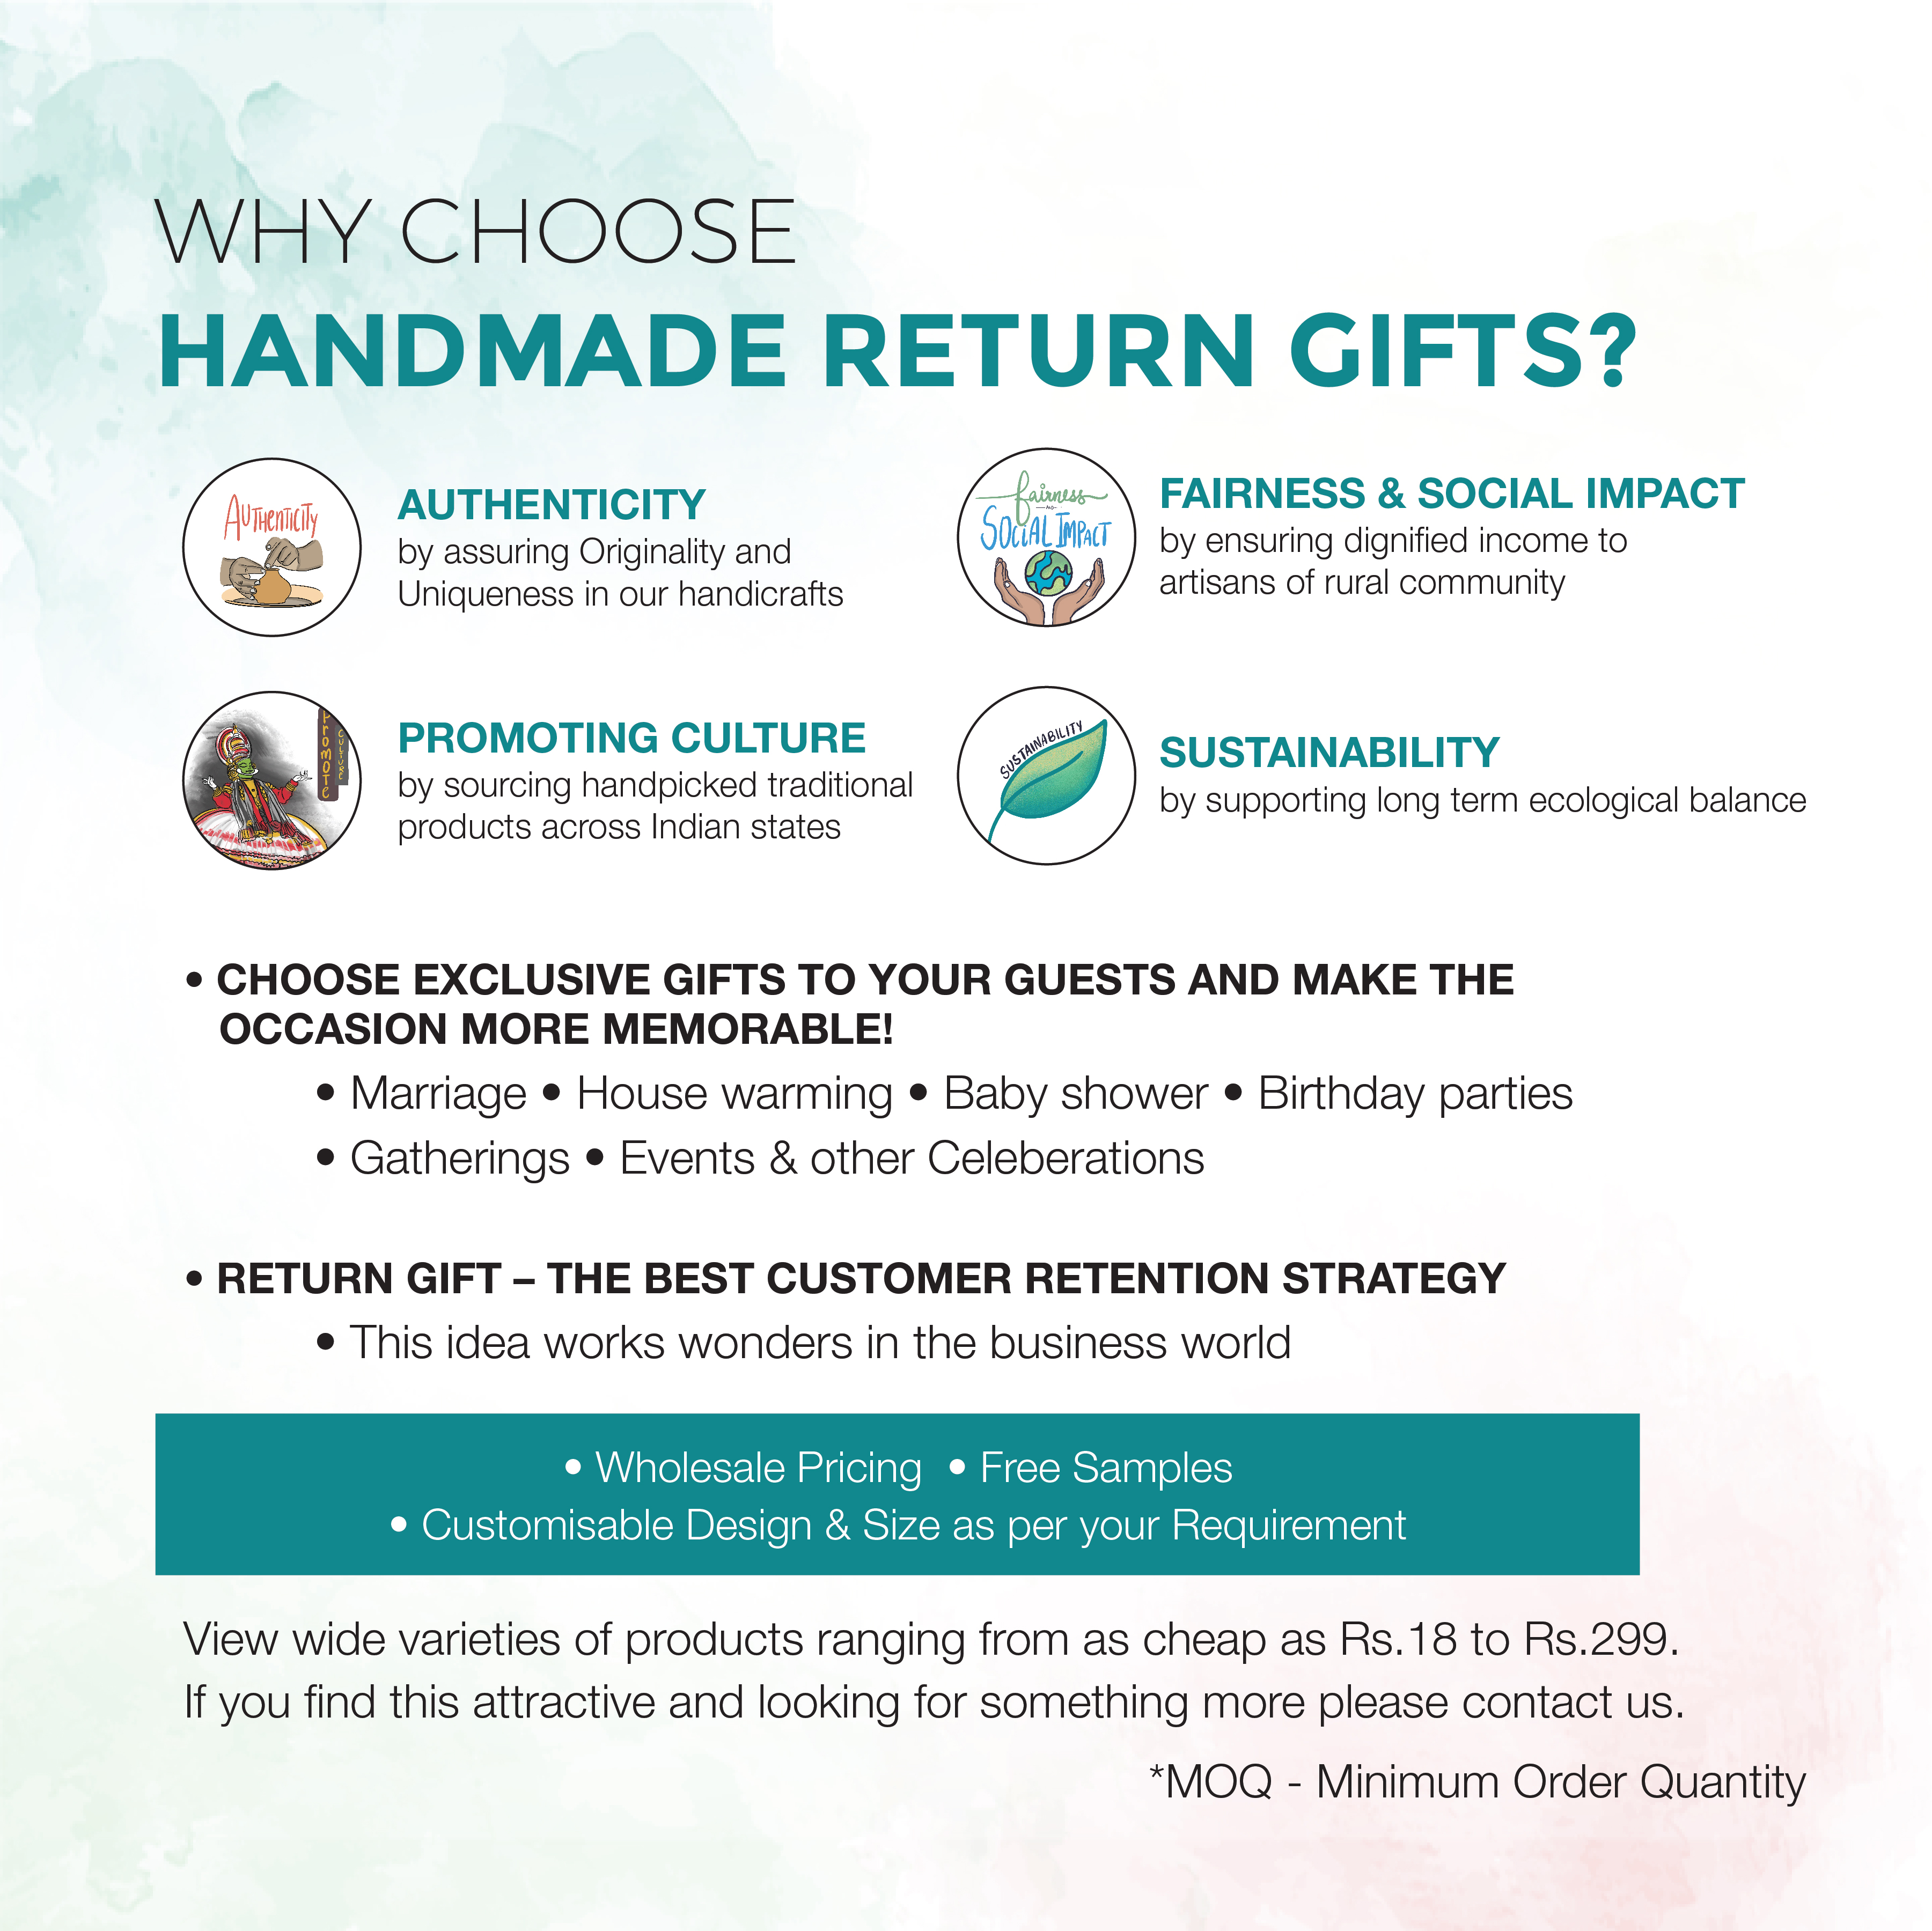 WHY CHOOSE
HANDMADE RETURN GIFTS?
AUTHENTICITY
AUTHENTICITY
by assuring Originality and
Uniqueness in our handicrafts
fairness
AND
SOCIAL IMPACT
FAIRNESS & SOCIAL IMPACT
by ensuring dignified income to
artisans of rural community
PROMOTE
CULTURE
PROMOTING CULTURE
by sourcing handpicked traditional
products across Indian states
SUSTAINABILITY
SUSTAINABILITY
by supporting long term ecological balance
• CHOOSE EXCLUSIVE GIFTS TO YOUR GUESTS AND MAKE THE
OCCASION MORE MEMORABLE!
• Marriage • House warming • Baby shower • Birthday parties
• Gatherings • Events & other Celeberations
• RETURN GIFT – THE BEST CUSTOMER RETENTION STRATEGY
• This idea works wonders in the business world
• Wholesale Pricing • Free Samples
• Customisable Design & Size as per your Requirement
View wide varieties of products ranging from as cheap as Rs.18 to Rs.299.
If you find this attractive and looking for something more please contact us.
*MOQ - Minimum Order Quantity